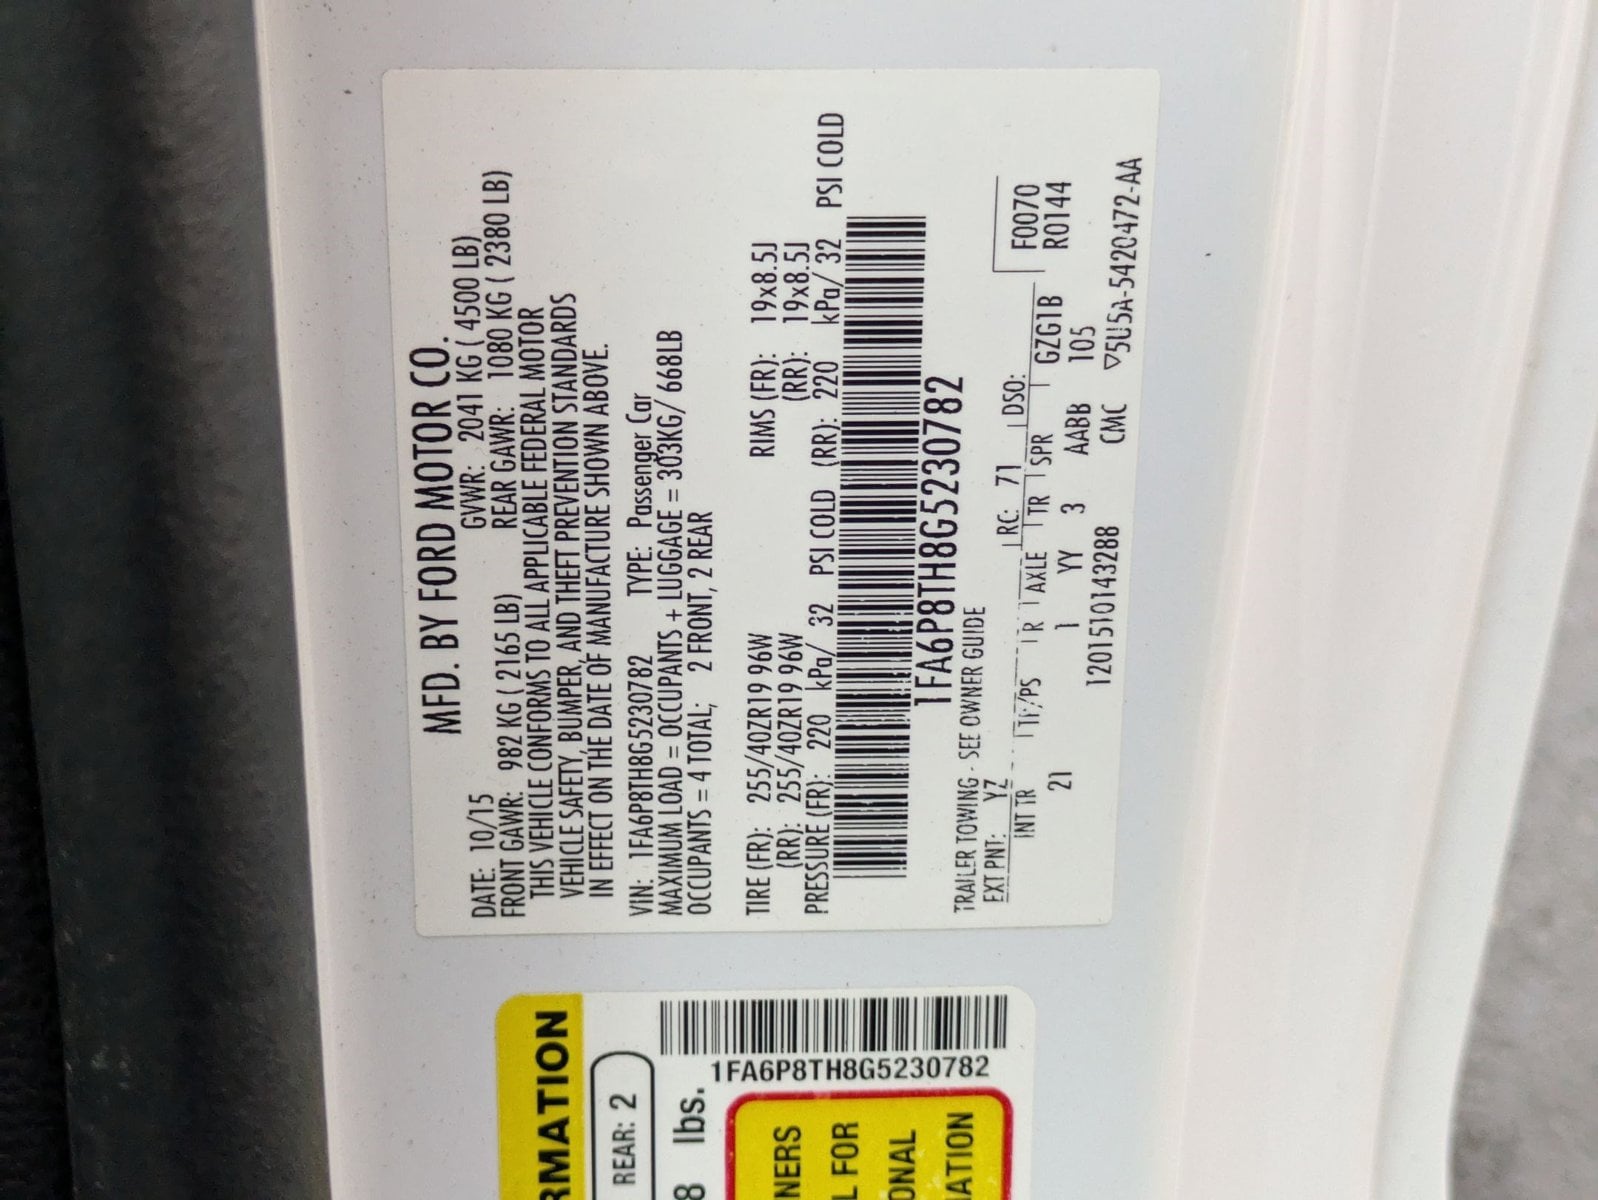 MFD. BY FORD MOTOR CO.
DATE: 10/15 GVWR: 2041 KG ( 4500 LB)
FRONT GAWR: 982 KG ( 2165 LB) REAR GAWR: 1080 KG ( 2380 LB)
THIS VEHICLE CONFORMS TO ALL APPLICABLE FEDERAL MOTOR
VEHICLE SAFETY, BUMPER, AND THEFT PREVENTION STANDARDS
IN EFFECT ON THE DATE OF MANUFACTURE SHOWN ABOVE.
VIN: 1FA6P8TH8G5230782 TYPE: Passenger Car
MAXIMUM LOAD = OCCUPANTS + LUGGAGE = 303KG/ 668LB
OCCUPANTS = 4 TOTAL; 2 FRONT, 2 REAR
TIRE (FR): 255/40ZR19 96W RIMS (FR): 19x8.5J
(RR): 255/40ZR19 96W (RR): 19x8.5J
PRESSURE (FR): 220 kPa/ 32 PSI COLD (RR): 220 kPa/ 32 PSI COLD
1FA6P8TH8G5230782
TRAILER TOWING - SEE OWNER GUIDE
EXT PNT: YZ RC: 71 DSO:
INT TR TP/PS R AXLE TR SPR F0070
21 1 YY 3 AABB GZG1B R0144
105
1201510143288 CMC ▽5U5A-5420472-AA
RMATION
REAR: 2
8 lbs.
1FA6P8TH8G5230782
NERS
L FOR
ONAL
ATION